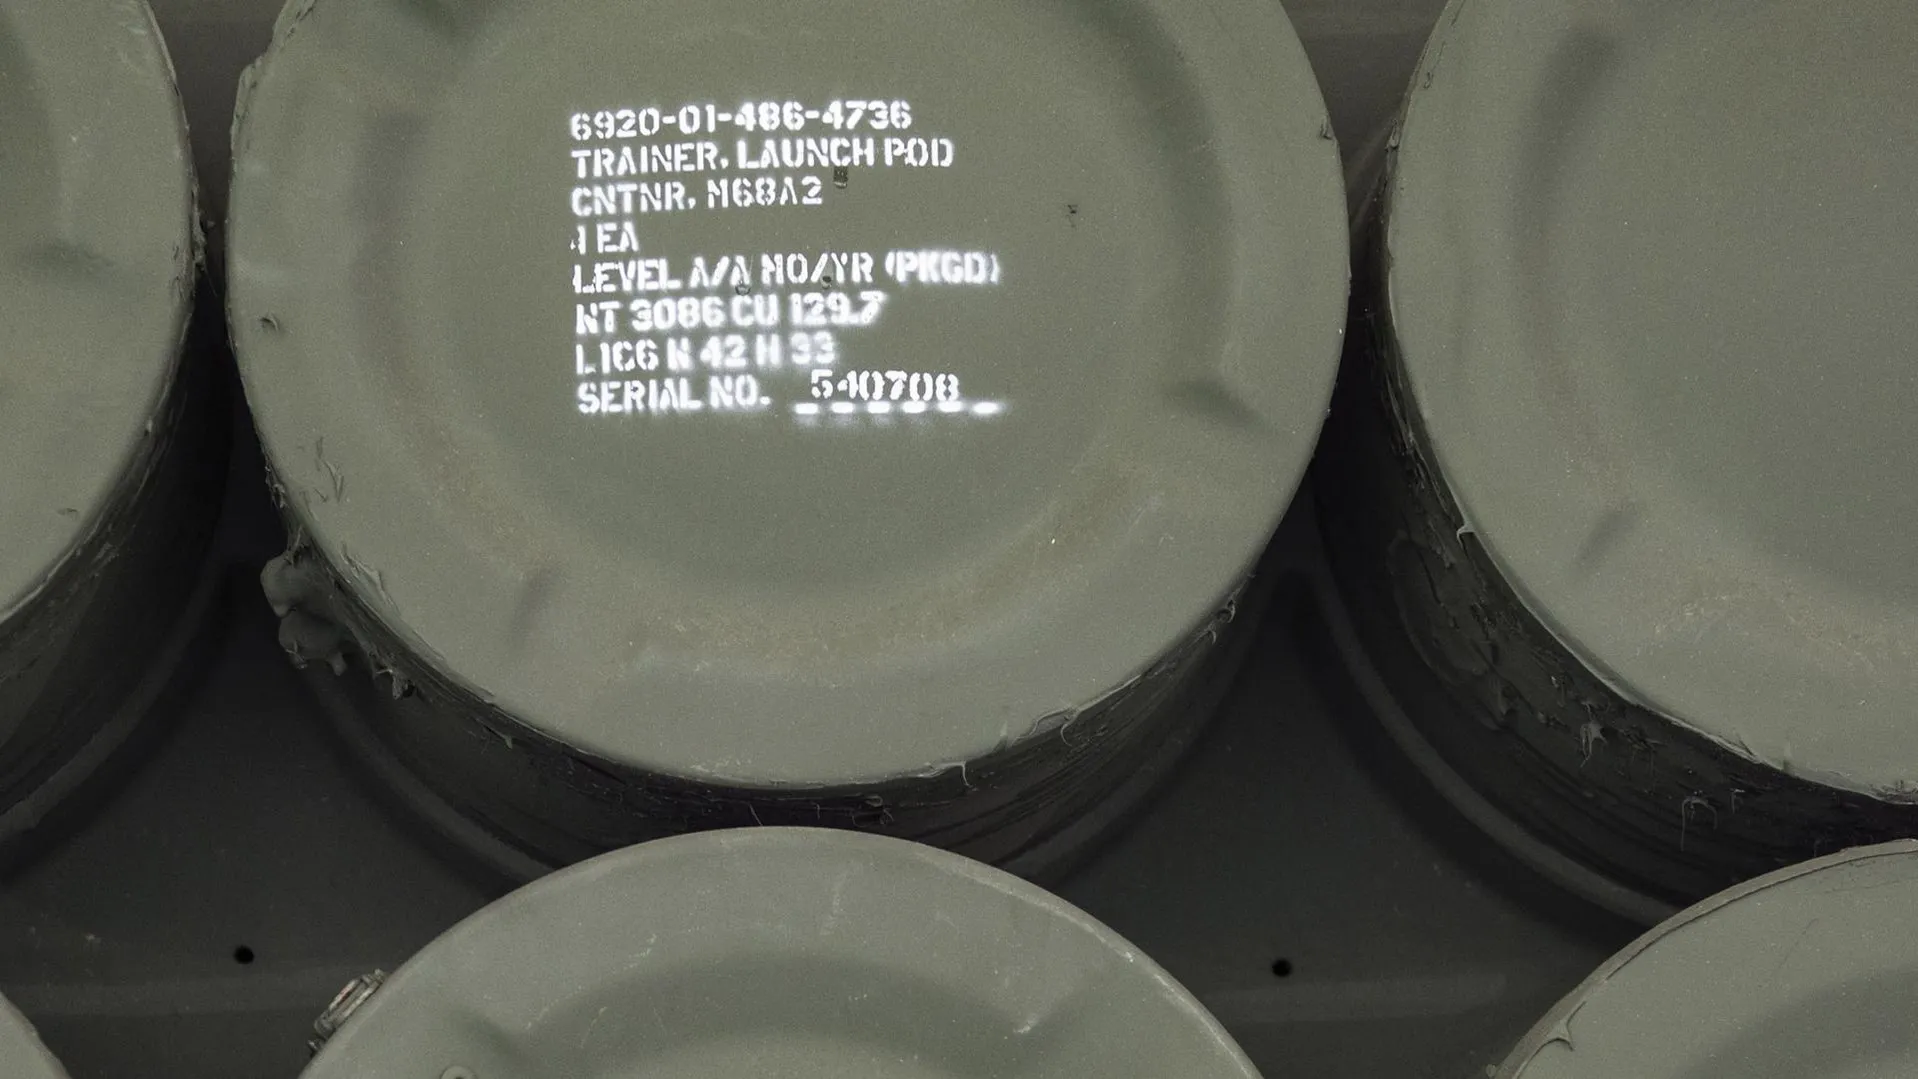 6920-01-486-4736
TRAINER, LAUNCH POD
CNTNR, M68A2
1 EA
LEVEL A/A MO/YR (PKGD)
WT 3086 CU 129.7
L166 W 42 H 33
SERIAL NO. 540708